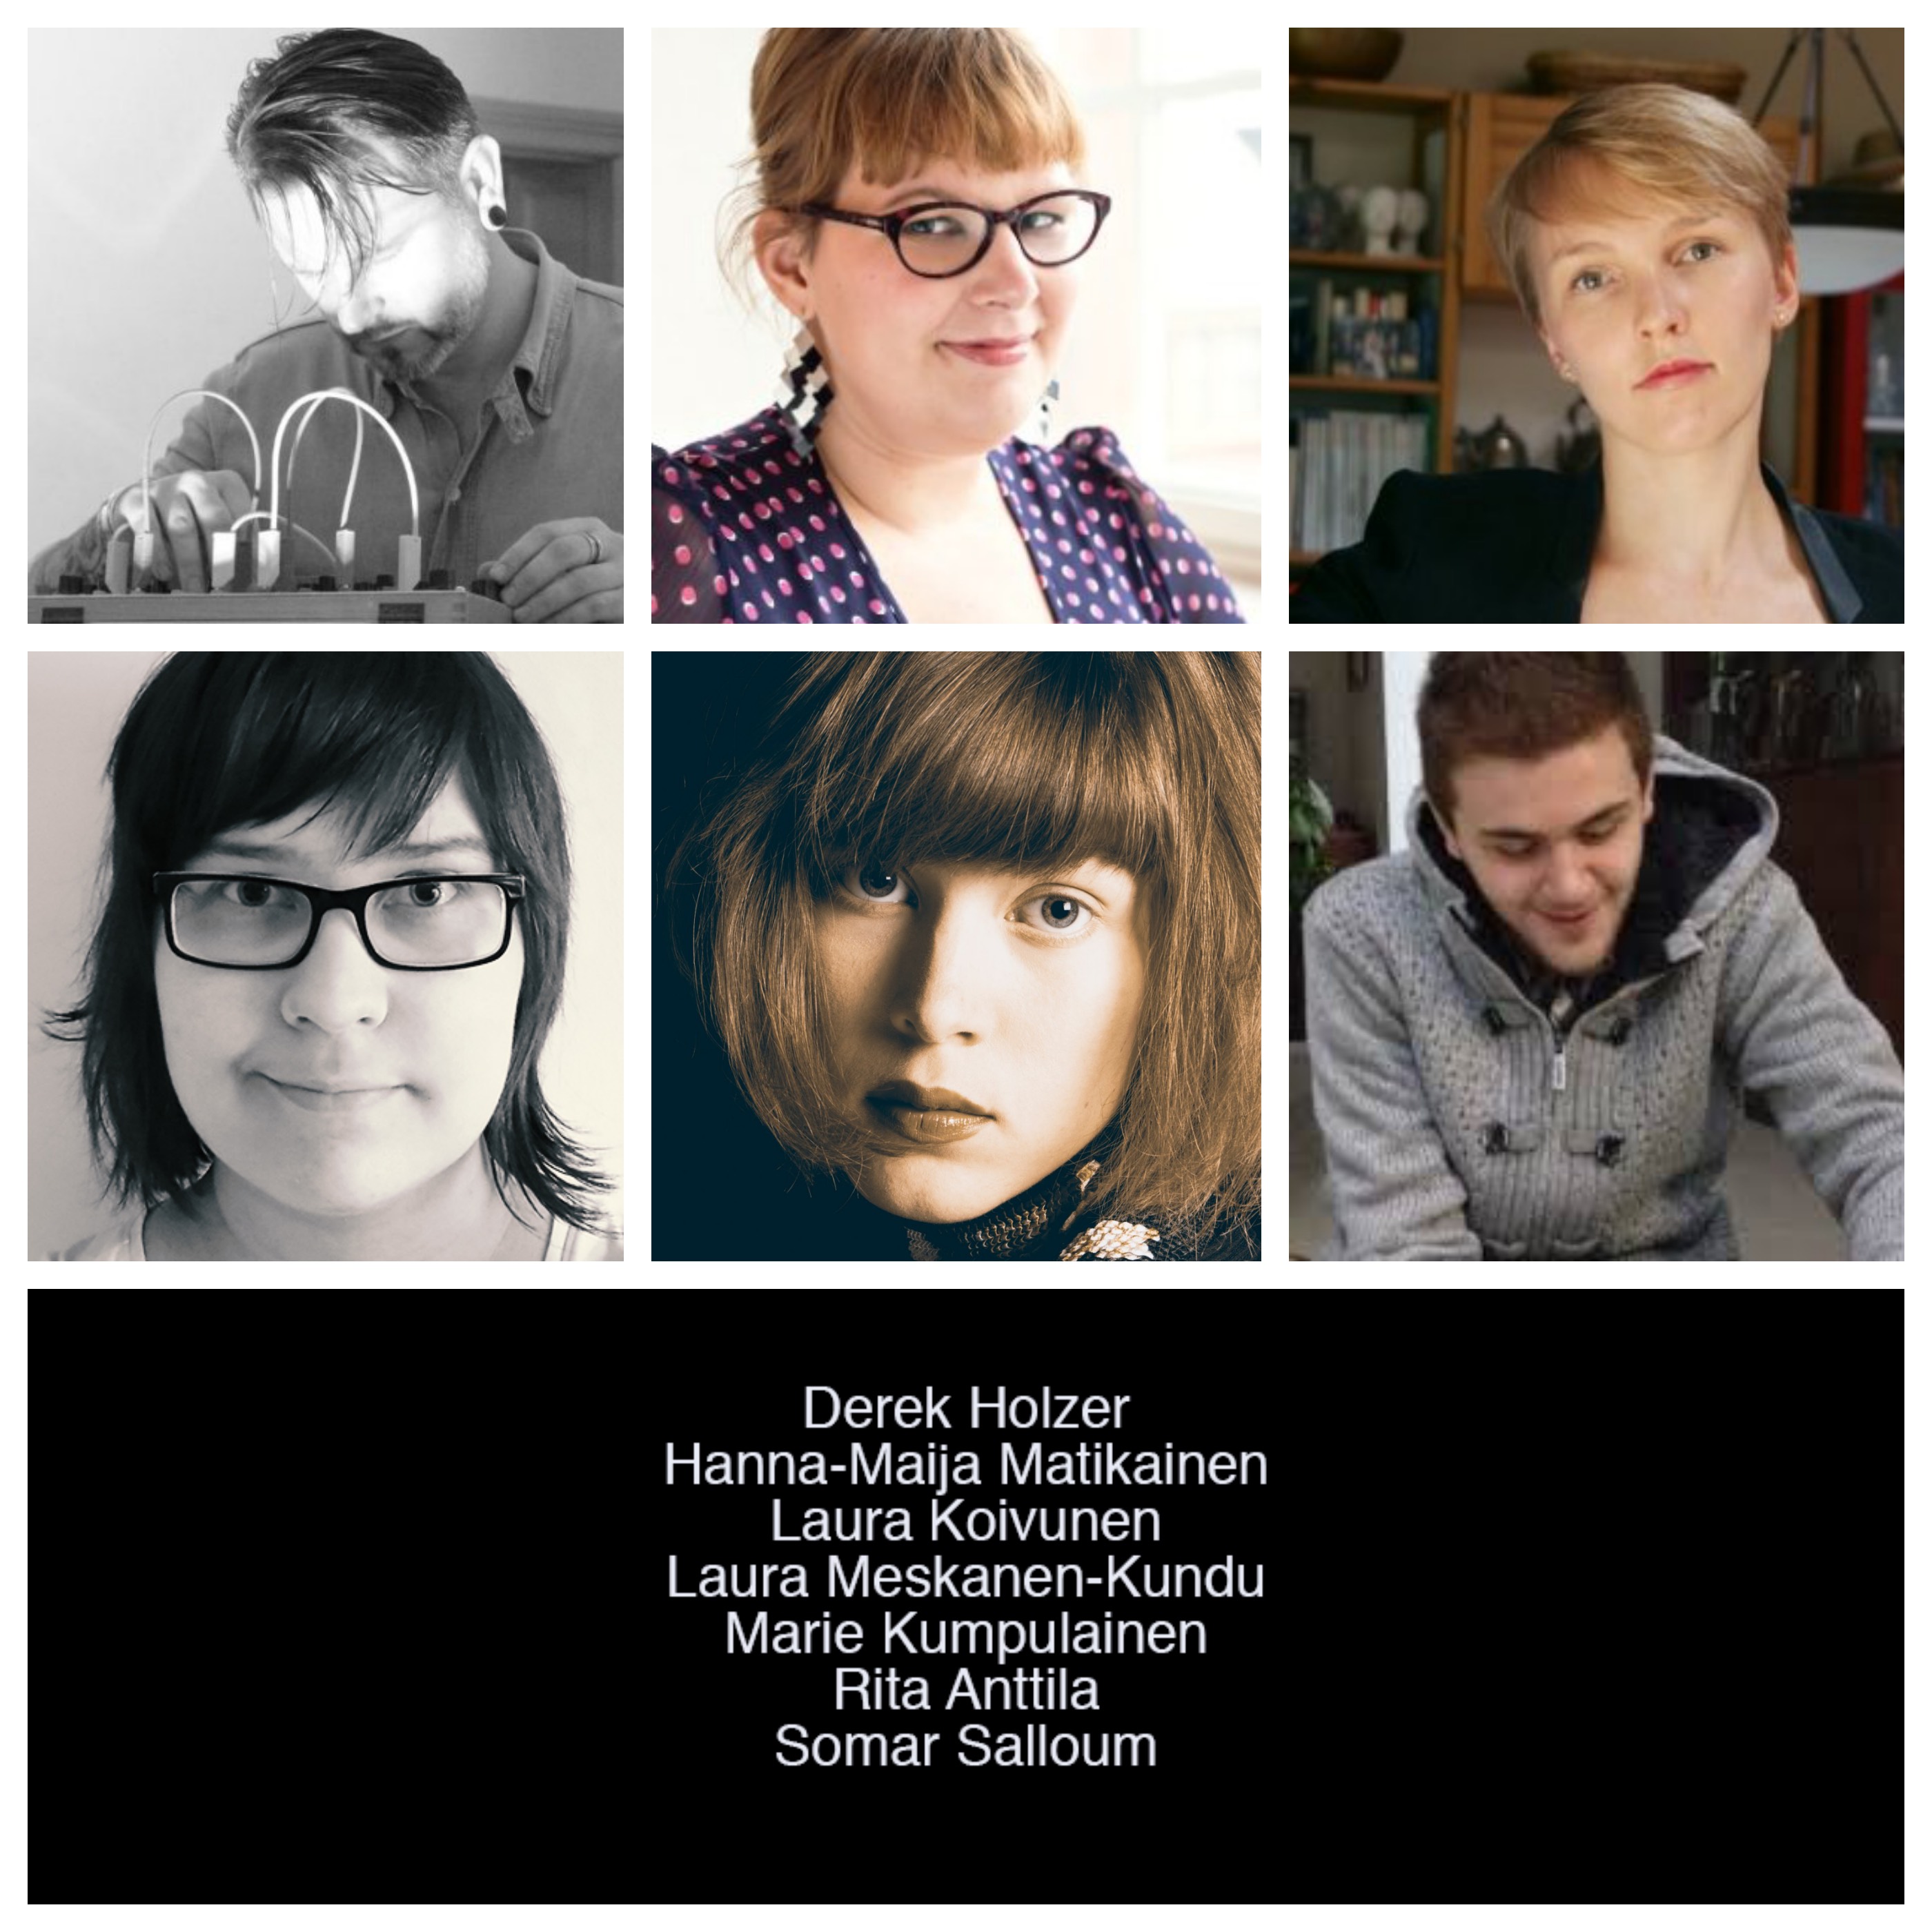 Derek Holzer
Hanna-Maija Matikainen
Laura Koivunen
Laura Meskanen-Kundu
Marie Kumpulainen
Rita Anttila
Somar Salloum